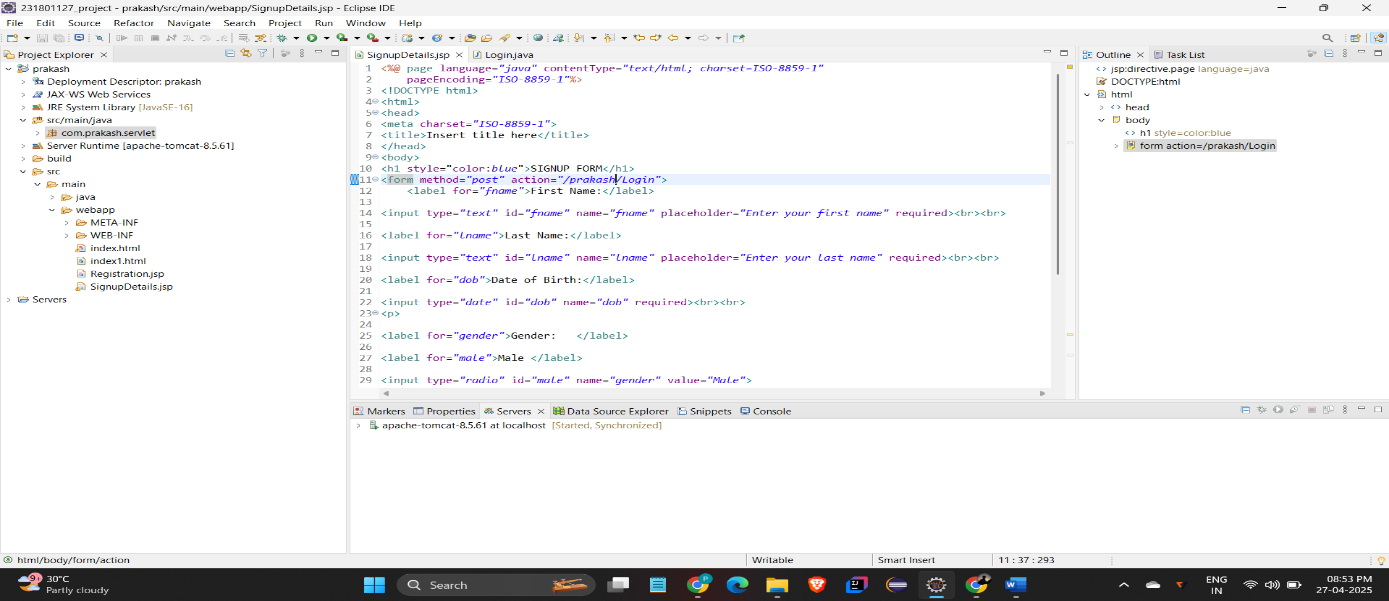 231801127_project - prakash/src/main/webapp/SignupDetails.jsp - Eclipse IDE
File Edit Source Refactor Navigate Search Project Run Window Help
Project Explorer
prakash
Deployment Descriptor: prakash
JAX-WS Web Services
JRE System Library [JavaSE-16]
src/main/java
com.prakash.servlet
Server Runtime [apache-tomcat-8.5.61]
build
src
main
java
webapp
META-INF
WEB-INF
index.html
index1.html
Registration.jsp
SignupDetails.jsp
Servers
SignupDetails.jsp Login.java
1 <%@ page language="java" contentType="text/html; charset=ISO-8859-1"
2 pageEncoding="ISO-8859-1"%>
3 <!DOCTYPE html>
4 <html>
5 <head>
6 <meta charset="ISO-8859-1">
7 <title>Insert title here</title>
8 </head>
9 <body>
10 <h1 style="color:blue">SIGNUP FORM</h1>
11 <form method="post" action="/prakash/Login">
12 <label for="fname">First Name:</label>
13
14 <input type="text" id="fname" name="fname" placeholder="Enter your first name" required><br><br>
15
16 <label for="lname">Last Name:</label>
17
18 <input type="text" id="lname" name="lname" placeholder="Enter your last name" required><br><br>
19
20 <label for="dob">Date of Birth:</label>
21
22 <input type="date" id="dob" name="dob" required><br><br>
23 <p>
24
25 <label for="gender">Gender: </label>
26
27 <label for="male">Male </label>
28
29 <input type="radio" id="male" name="gender" value="Male">
Outline Task List
jsp:directive.page language=java
DOCTYPE:html
html
head
body
h1 style=color:blue
form action=/prakash/Login
Markers Properties Servers Data Source Explorer Snippets Console
apache-tomcat-8.5.61 at localhost [Started, Synchronized]
html/body/form/action Writable Smart Insert 11 : 37 : 293
30°C
Partly cloudy
Search
ENG
IN
08:53 PM
27-04-2025